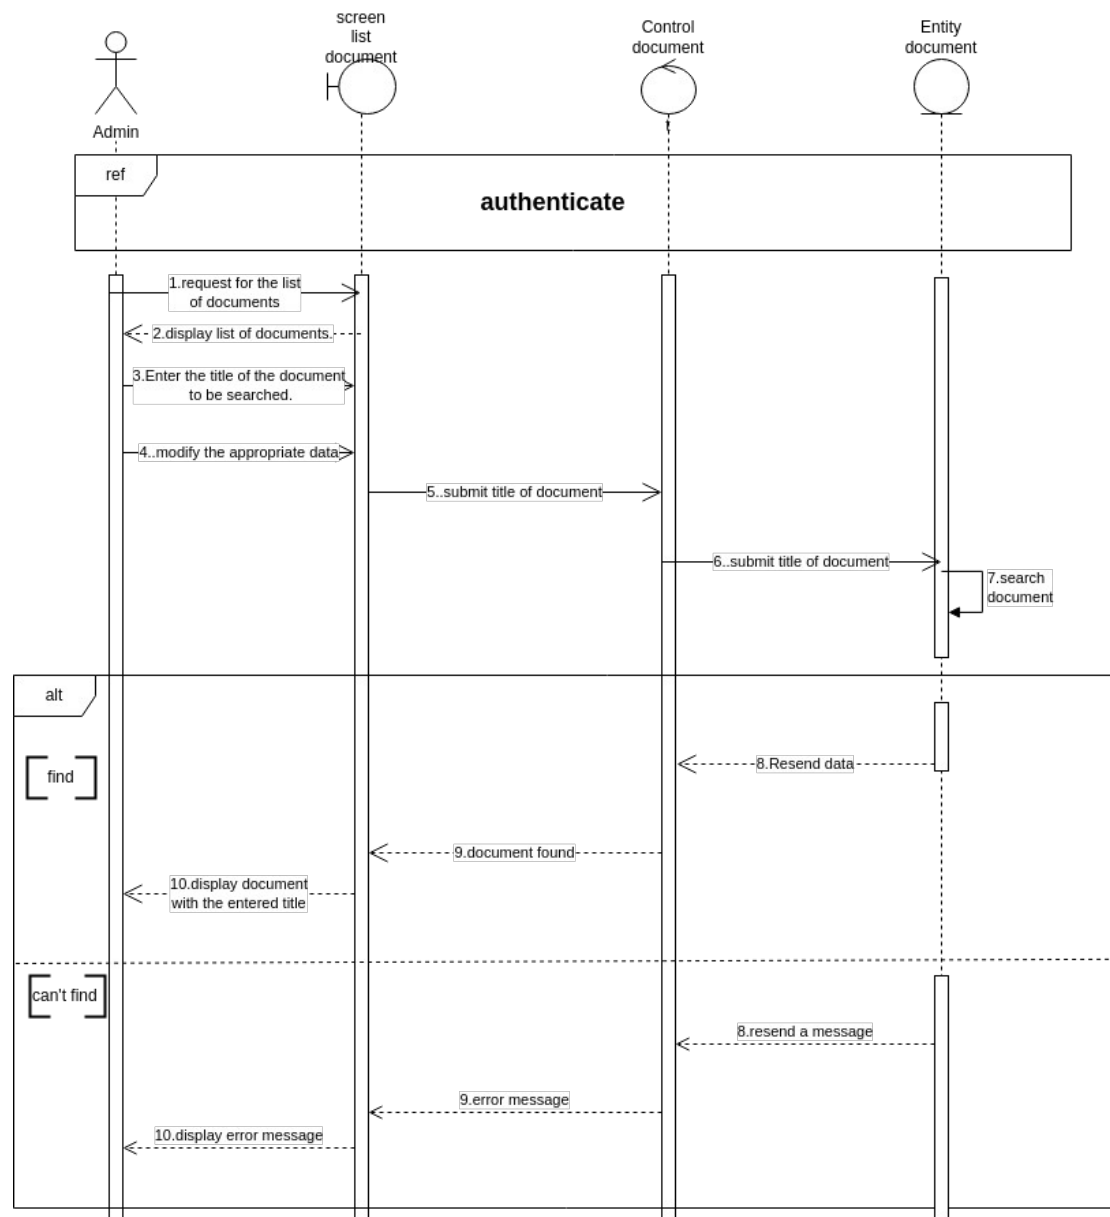 screen
list
document
Control
document
Entity
document
Admin
ref
authenticate
1.request for the list
of documents
2.display list of documents.
3.Enter the title of the document
to be searched.
4..modify the appropriate data
5..submit title of document
6..submit title of document
7.search
document
alt
find
8.Resend data
9.document found
10.display document
with the entered title
can't find
8.resend a message
9.error message
10.display error message